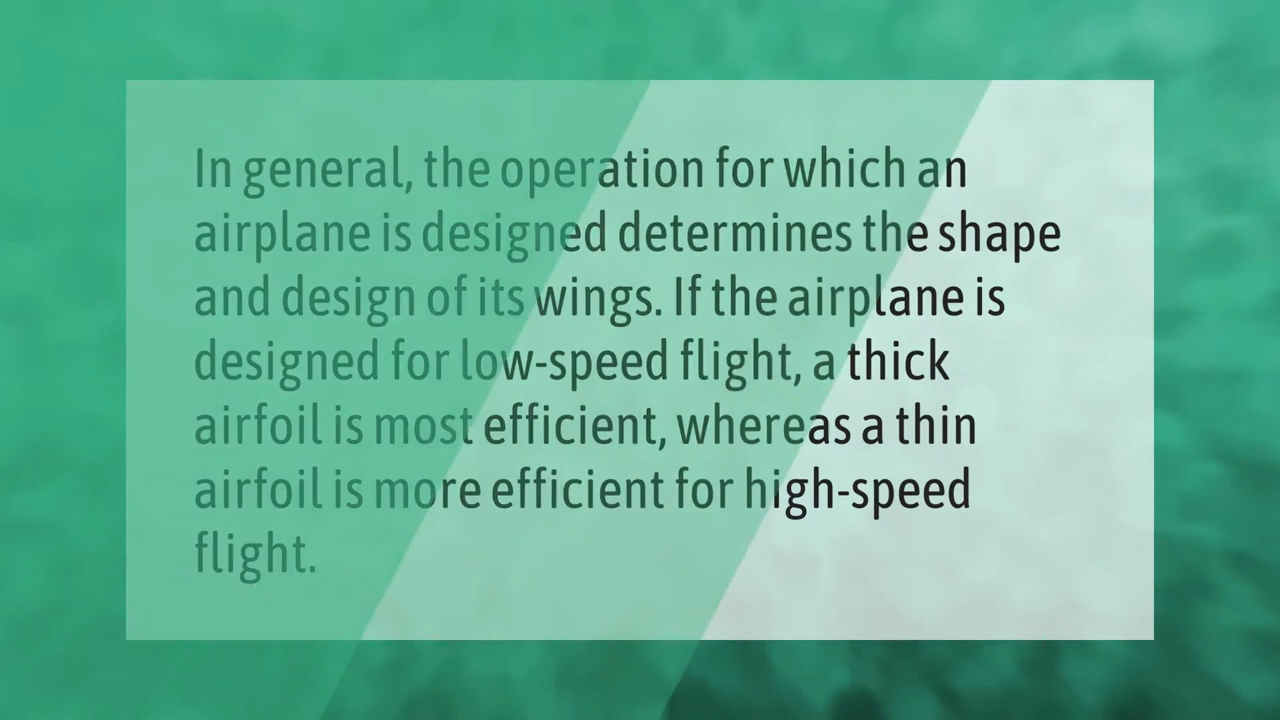 In general, the operation for which an
airplane is designed determines the shape
and design of its wings. If the airplane is
designed for low-speed flight, a thick
airfoil is most efficient, whereas a thin
airfoil is more efficient for high-speed
flight.